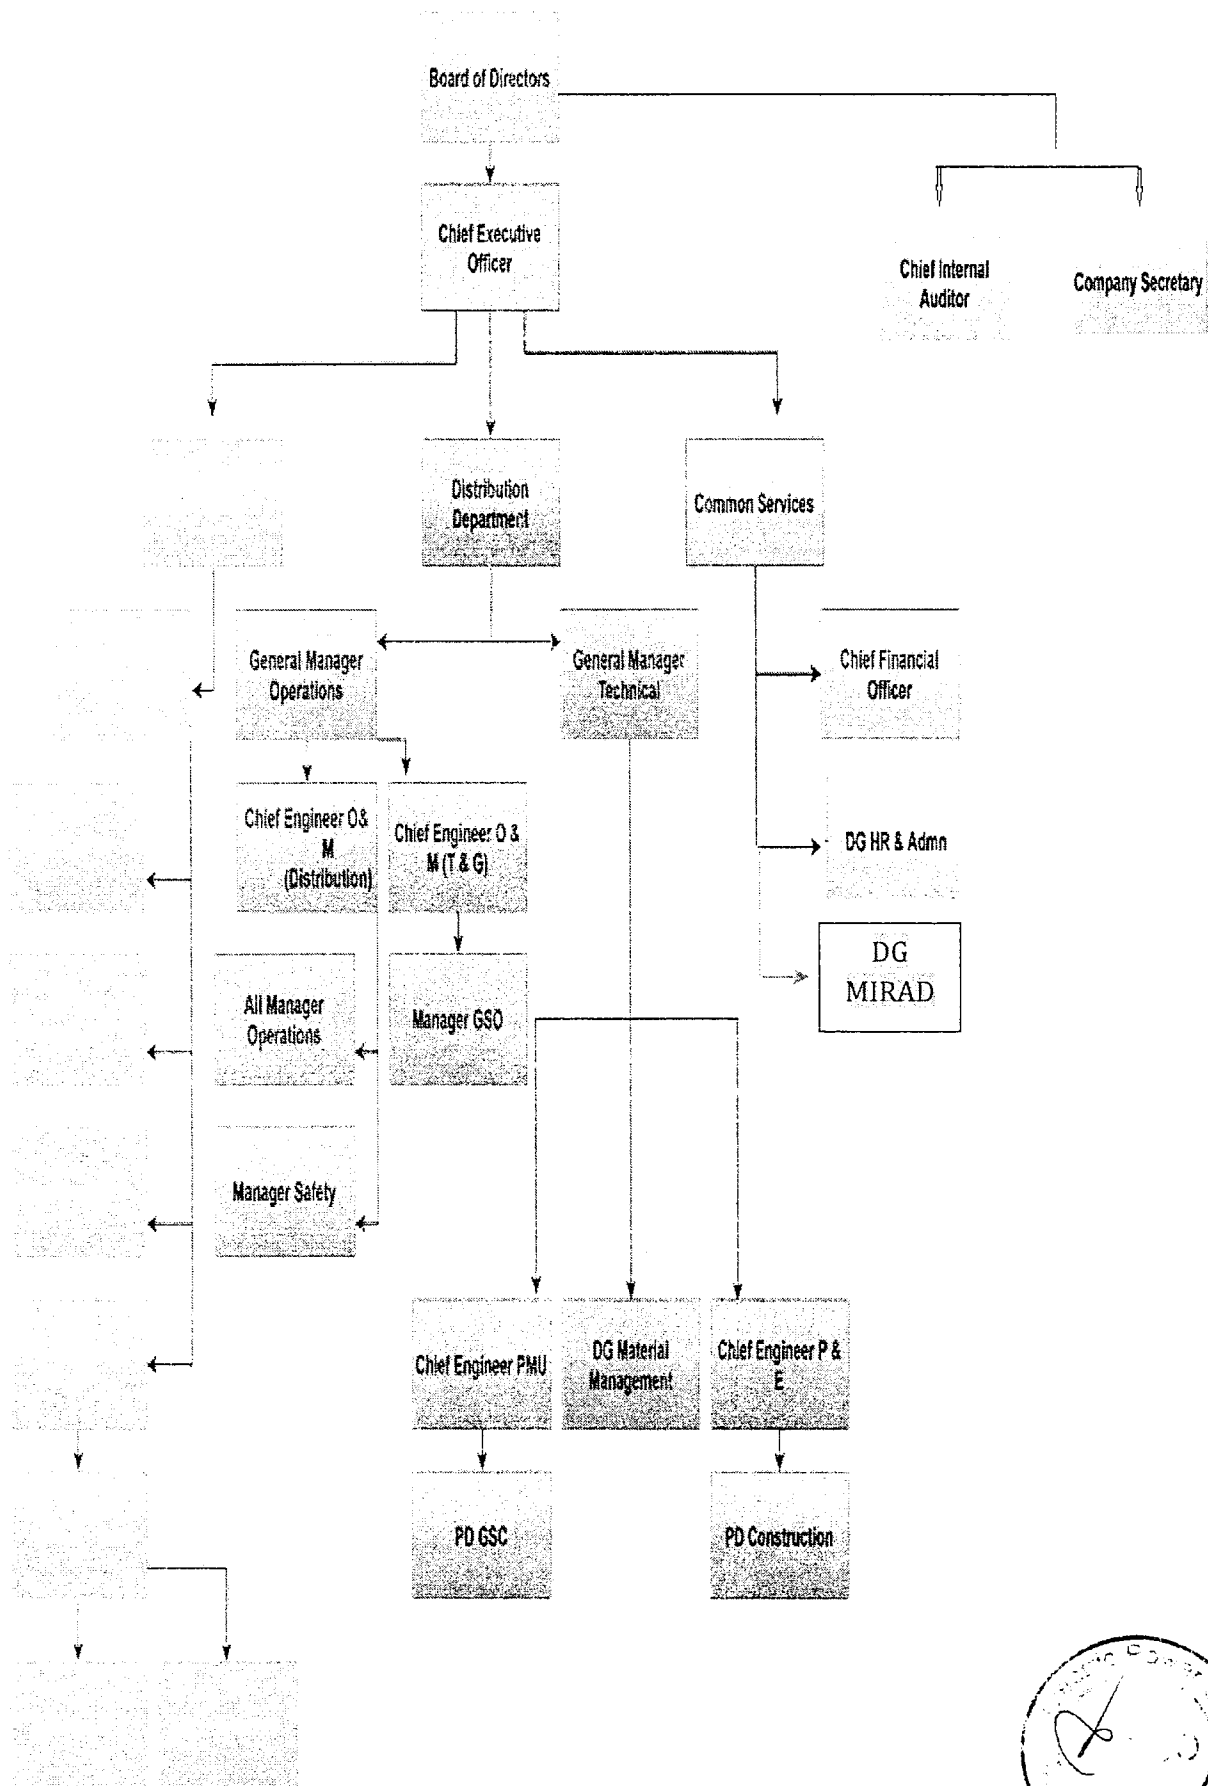 Board of Directors
Chief Executive
Officer
Chief Internal
Auditor
Company Secretary
Distribution
Department
Common Services
General Manager
Operations
General Manager
Technical
Chief Financial
Officer
Chief Engineer O&
M
(Distribution)
Chief Engineer O &
M (T & G)
DG HR & Admn
All Manager
Operations
Manager GSO
DG
MIRAD
Manager Safety
Chief Engineer PMU
DG Material
Management
Chief Engineer P &
E
PD GSC
PD Construction